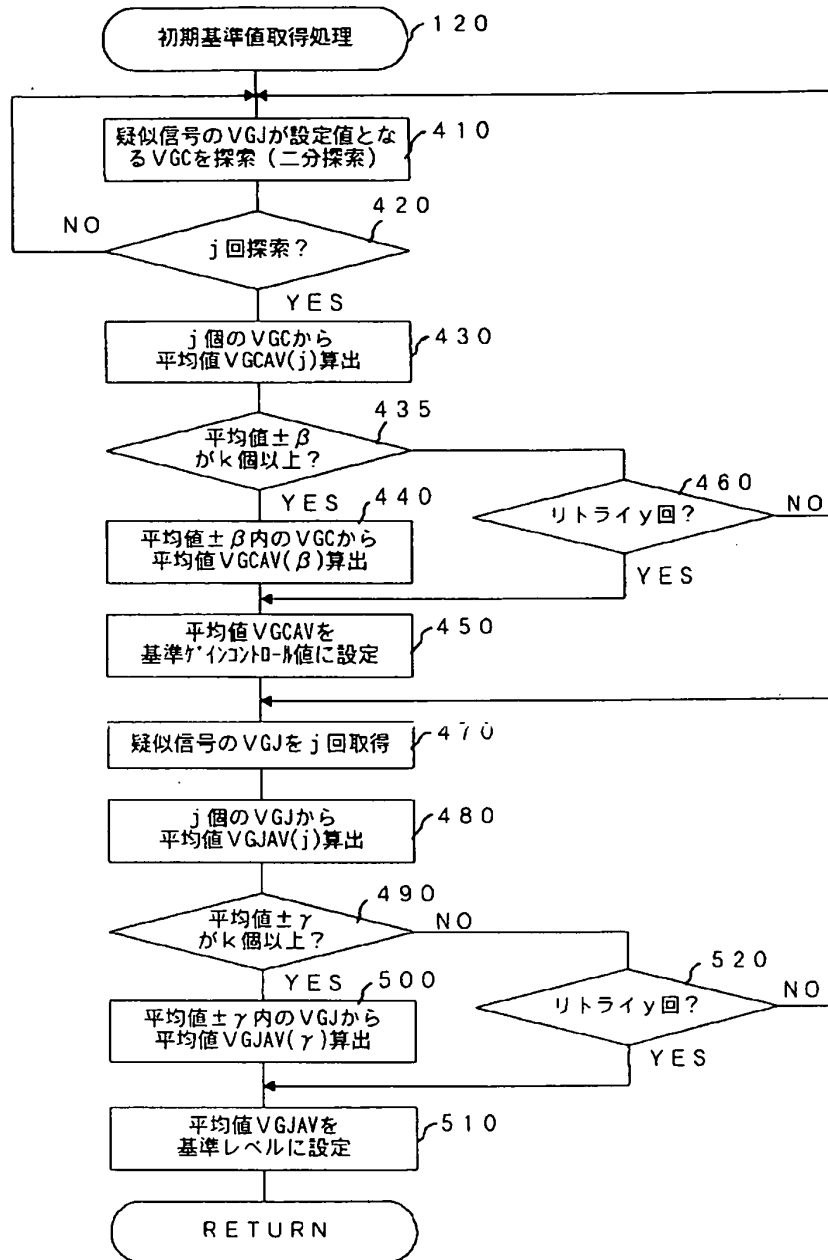 初期基準値取得処理
120
疑似信号のVGJが設定値とな
るVGCを探索（二分探索）
410
420
NO
j回探索？
YES
j個のVGCから
平均値VGCAV(j)算出
430
435
平均値±β
がk個以上？
YES
440
460
リトライy回？
NO
平均値±β内のVGCから
平均値VGCAV(β)算出
YES
平均値VGCAVを
基準ｹﾞｲﾝｺﾝﾄﾛｰﾙ値に設定
450
疑似信号のVGJをj回取得
470
j個のVGJから
平均値VGJAV(j)算出
480
490
平均値±γ
がk個以上？
NO
YES
500
520
リトライy回？
NO
平均値±γ内のVGJから
平均値VGJAV(γ)算出
YES
平均値VGJAVを
基準レベルに設定
510
RETURN